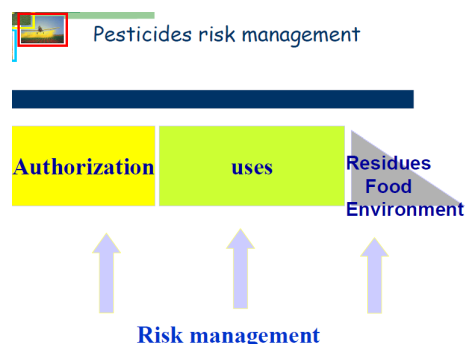 Pesticides risk management
Authorization
uses
Residues
Food
Environment
Risk management